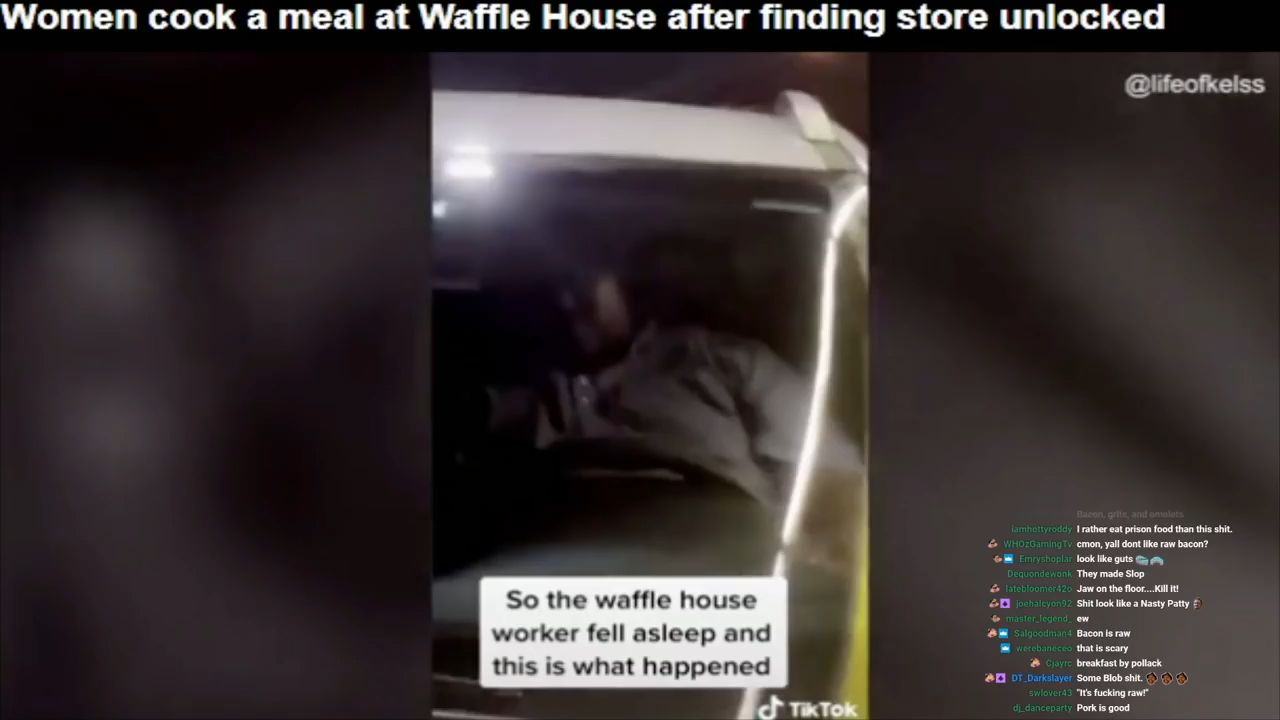 Women cook a meal at Waffle House after finding store unlocked
@lifeofkelss
So the waffle house
worker fell asleep and
this is what happened
TikTok
Bacon, grits, and omelets
iamhottyroddy I rather eat prison food than this shit.
WHOzGamingTv cmon, yall dont like raw bacon?
Emryshoplar look like guts
Dequondewonk They made Slop
latebloomer42o Jaw on the floor....Kill it!
joehalcyon92 Shit look like a Nasty Patty
master_legend_ ew
Salgoodman4 Bacon is raw
werebaneceo that is scary
Cjayrc breakfast by pollack
DT_Darkslayer Some Blob shit.
swlover43 "It's fucking raw!"
dj_danceparty Pork is good